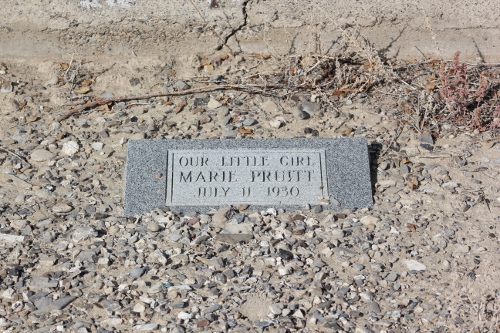 OUR LITTLE GIRL
MARIE PRUITT
JULY 11 1930